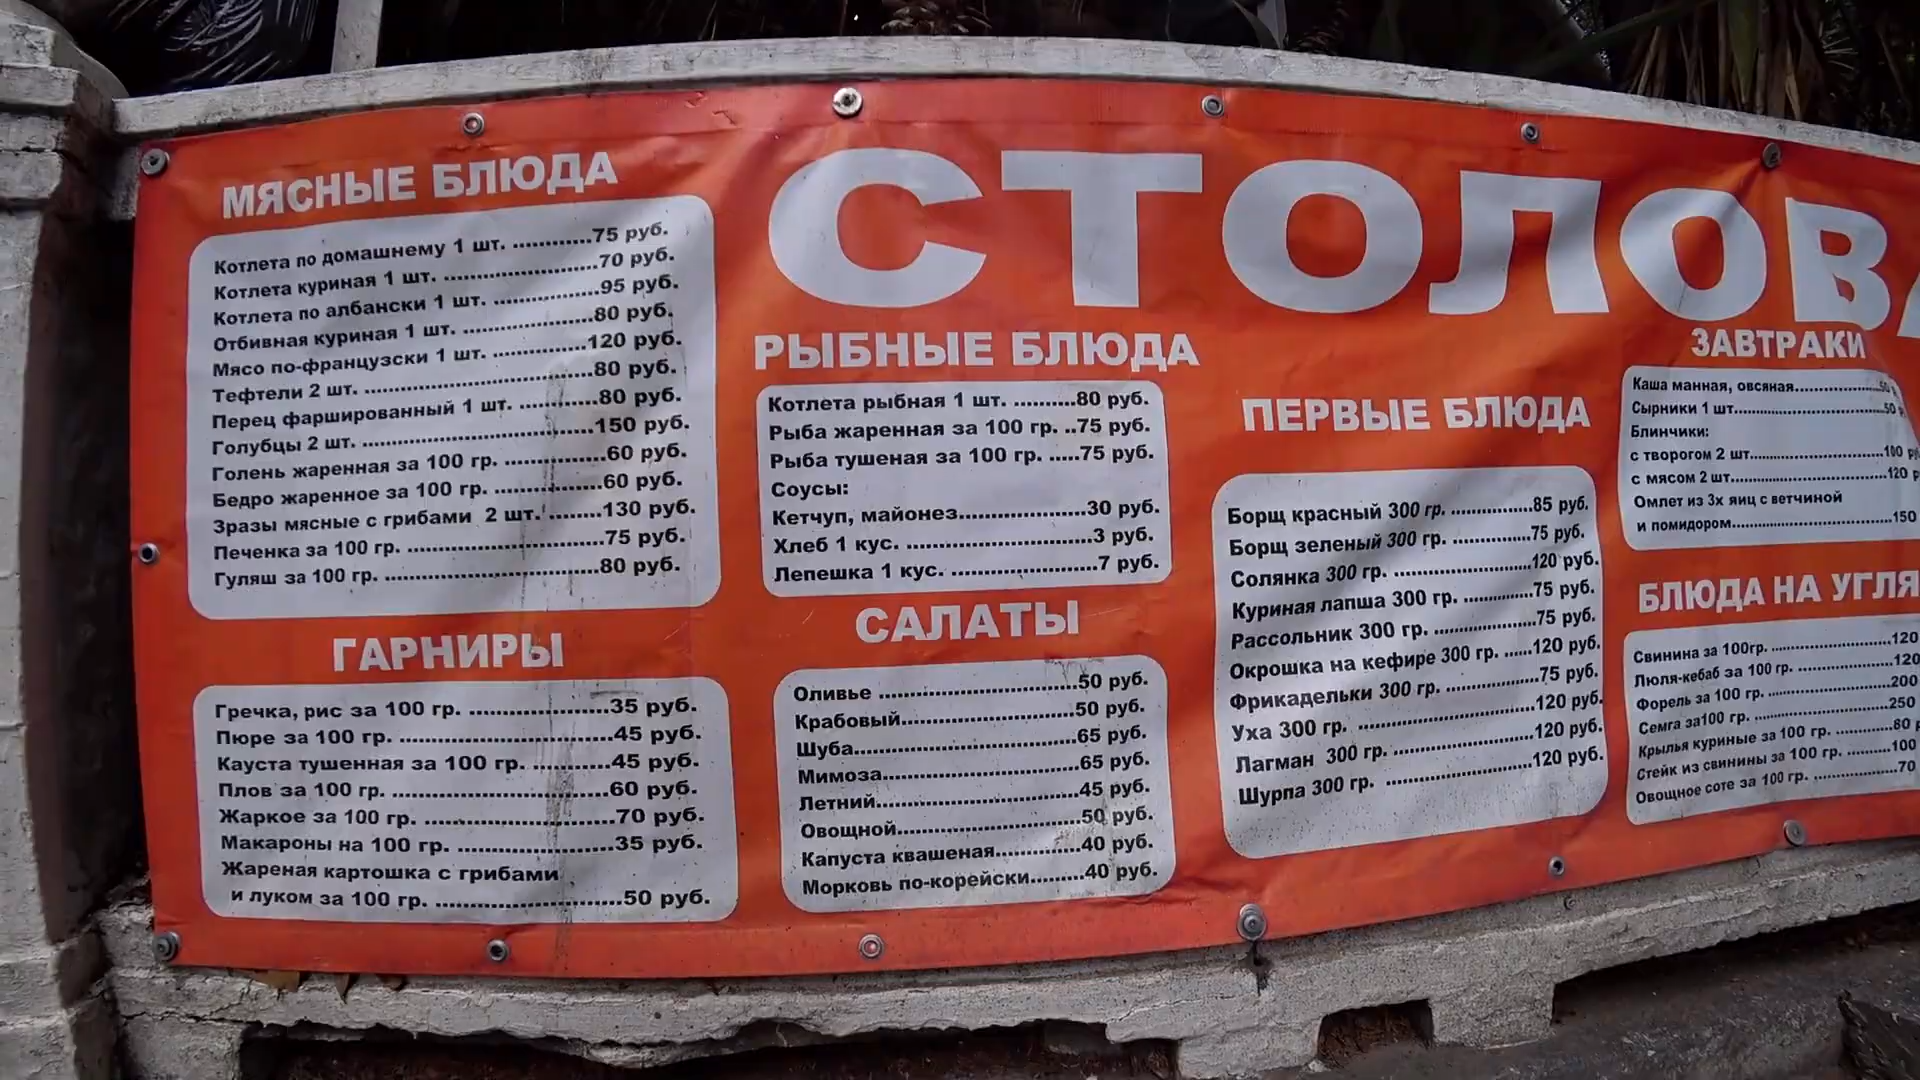 МЯСНЫЕ БЛЮДА
Котлета по домашнему 1 шт. ............75 руб.
Котлета куриная 1 шт. .......................70 руб.
Котлета по албански 1 шт. ................95 руб.
Отбивная куриная 1 шт. ....................80 руб.
Мясо по-французски 1 шт. ..............120 руб.
Тефтели 2 шт. ...................................80 руб.
Перец фаршированный 1 шт. ............80 руб.
Голубцы 2 шт. ...................................150 руб.
Голень жаренная за 100 гр. ...............60 руб.
Бедро жаренное за 100 гр. ................60 руб.
Зразы мясные с грибами 2 шт. ........130 руб.
Печенка за 100 гр. ..............................75 руб.
Гуляш за 100 гр. .................................80 руб.
ГАРНИРЫ
Гречка, рис за 100 гр. .....................35 руб.
Пюре за 100 гр. ................................45 руб.
Кауста тушенная за 100 гр. ............45 руб.
Плов за 100 гр. ................................60 руб.
Жаркое за 100 гр. ............................70 руб.
Макароны на 100 гр. .......................35 руб.
Жареная картошка с грибами
и луком за 100 гр. ...........................50 руб.
СТОЛОВА
РЫБНЫЕ БЛЮДА
Котлета рыбная 1 шт. ..........80 руб.
Рыба жаренная за 100 гр. ..75 руб.
Рыба тушеная за 100 гр. .....75 руб.
Соусы:
Кетчуп, майонез....................30 руб.
Хлеб 1 кус. .............................3 руб.
Лепешка 1 кус. .......................7 руб.
САЛАТЫ
Оливье ................................50 руб.
Крабовый............................50 руб.
Шуба....................................65 руб.
Мимоза................................65 руб.
Летний.................................45 руб.
Овощной..............................50 руб.
Капуста квашеная..............40 руб.
Морковь по-корейски.........40 руб.
ПЕРВЫЕ БЛЮДА
Борщ красный 300 гр. ...............85 руб.
Борщ зеленый 300 гр. ...............75 руб.
Солянка 300 гр. .........................120 руб.
Куриная лапша 300 гр. ..............75 руб.
Рассольник 300 гр. ....................75 руб.
Окрошка на кефире 300 гр. ......120 руб.
Фрикадельки 300 гр. ..................75 руб.
Уха 300 гр. .................................120 руб.
Лагман 300 гр. ...........................120 руб.
Шурпа 300 гр. ............................120 руб.
ЗАВТРАКИ
Каша манная, овсяная....................50
Сырники 1 шт...................................50
Блинчики:
с творогом 2 шт..............................100
с мясом 2 шт...................................120
Омлет из 3х яиц с ветчиной
и помидором...................................150
БЛЮДА НА УГЛЯ
Свинина за 100гр. ..........................120
Люля-кебаб за 100 гр. ...................120
Форель за 100 гр. ..........................200
Семга за100 гр. .............................250
Крылья куриные за 100 гр. ............80
Стейк из свинины за 100 гр. ..........100
Овощное соте за 100 гр. ................70